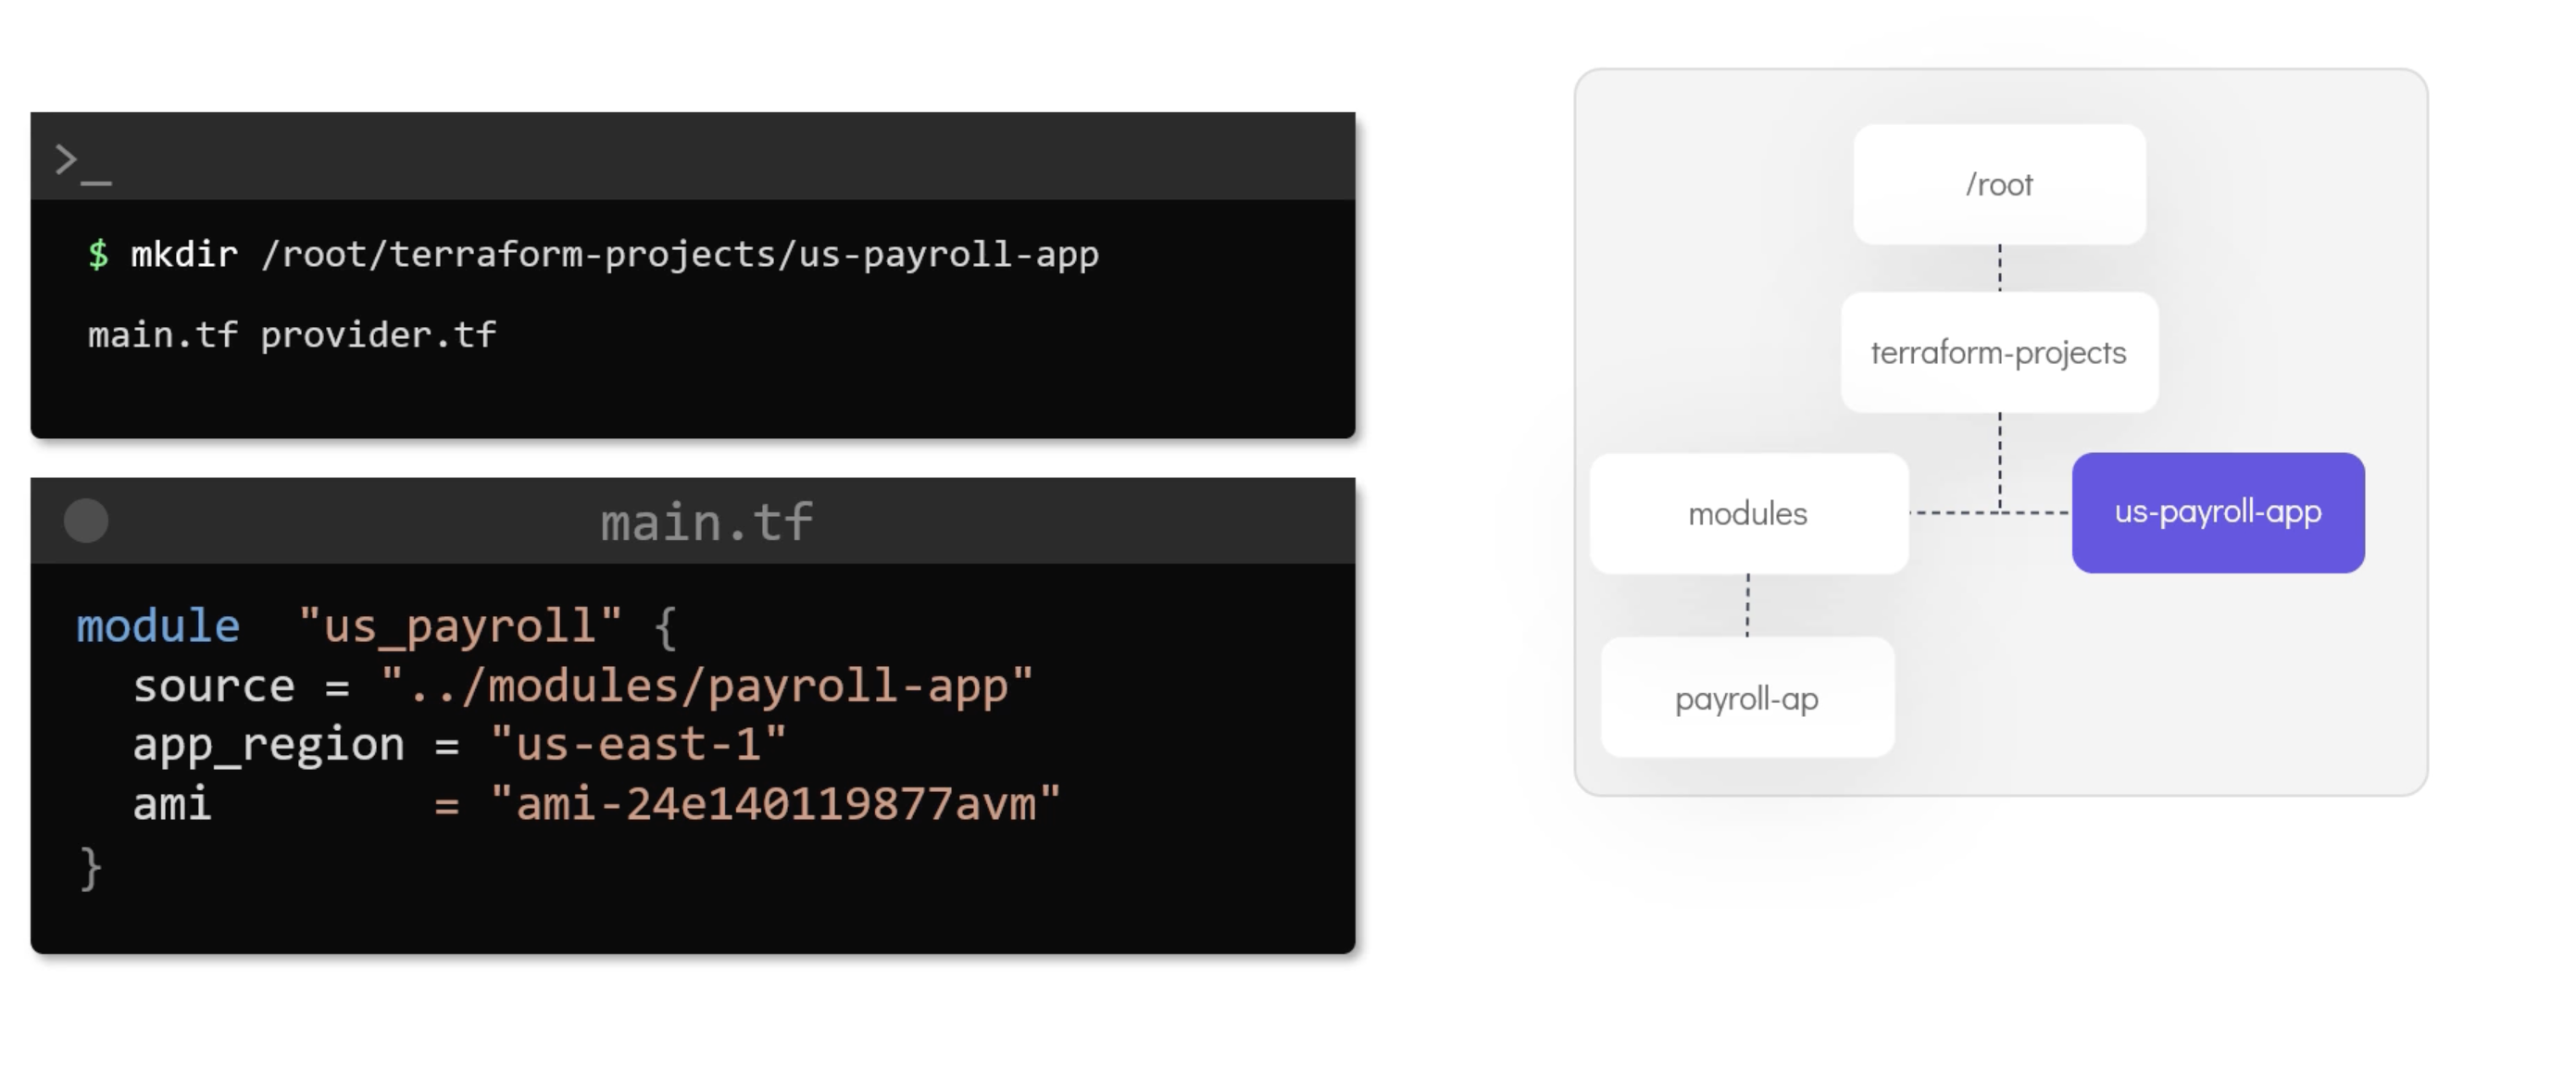 >_
$ mkdir /root/terraform-projects/us-payroll-app
main.tf provider.tf
main.tf
module  "us_payroll" {
  source = "../modules/payroll-app"
  app_region = "us-east-1"
  ami        = "ami-24e140119877avm"
}
/root
terraform-projects
modules
us-payroll-app
payroll-ap